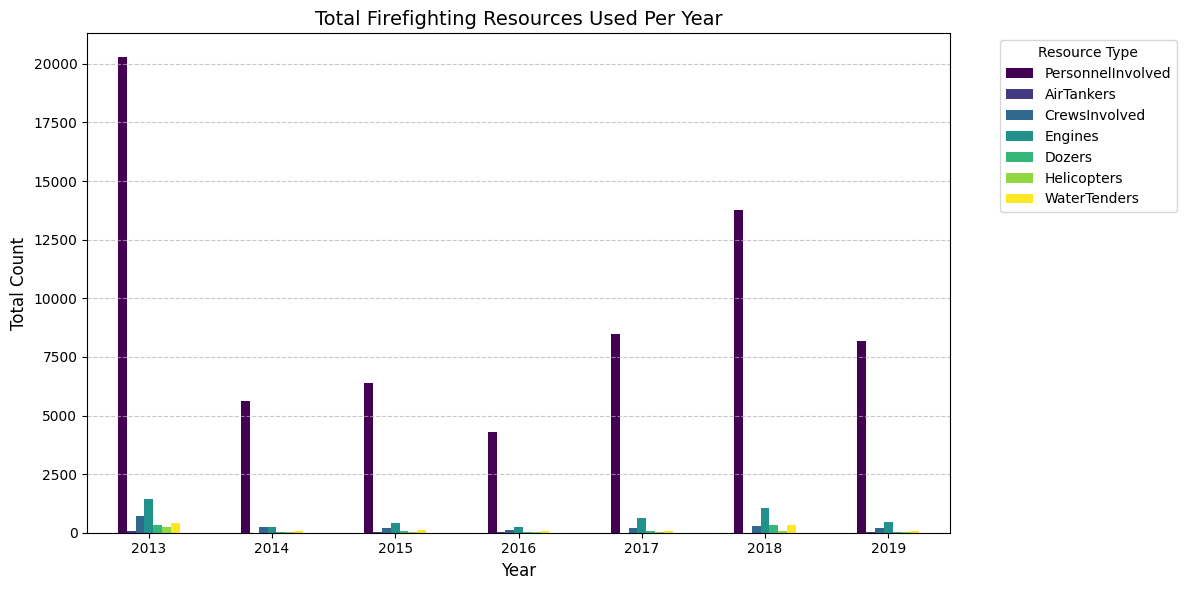 Total Firefighting Resources Used Per Year
Total Count
20000
17500
15000
12500
10000
7500
5000
2500
0
2013 2014 2015 2016 2017 2018 2019
Year
Resource Type
PersonnelInvolved
AirTankers
CrewsInvolved
Engines
Dozers
Helicopters
WaterTenders